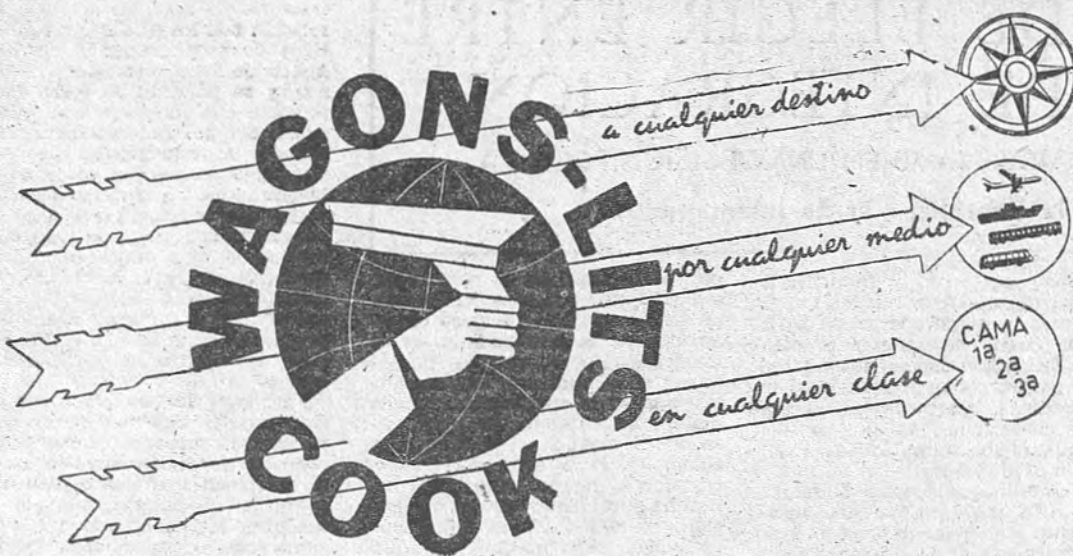 WAGONS-LITS
COOK
a cualquier destino
por cualquier medio
en cualquier clase
CAMA
1a
2a
3a